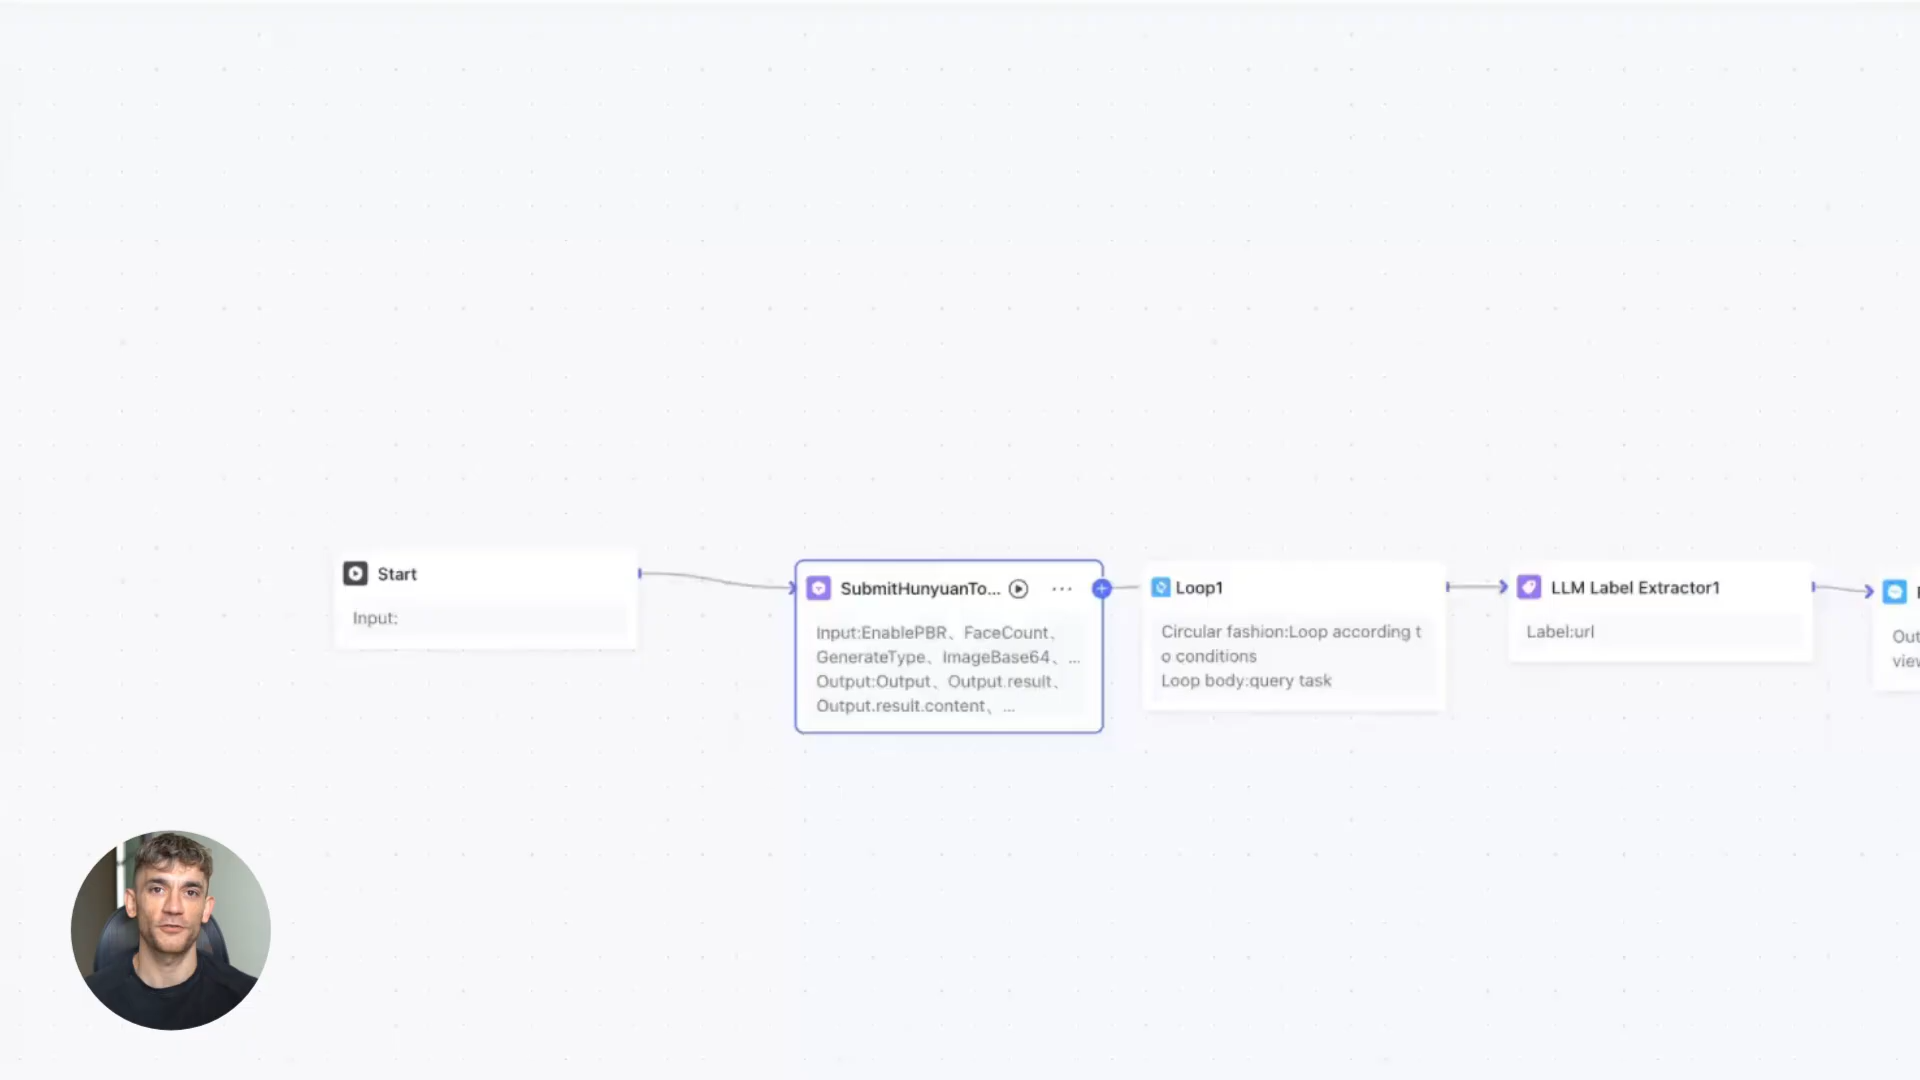 Start
Input:
SubmitHunyuanTo...
Input:EnablePBR、FaceCount、
GenerateType、ImageBase64、...
Output:Output、Output.result、
Output.result.content、...
Loop1
Circular fashion:Loop according t
o conditions
Loop body:query task
LLM Label Extractor1
Label:url